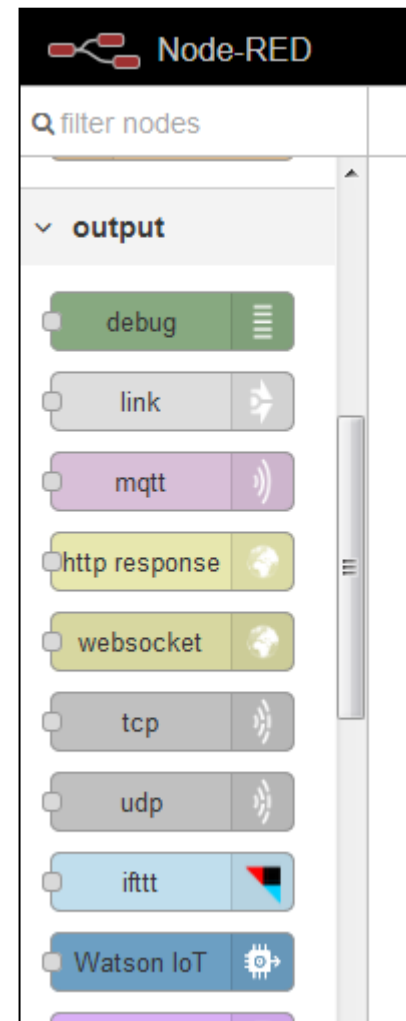 Node-RED
filter nodes
output
debug
link
mqtt
http response
websocket
tcp
udp
ifttt
Watson IoT